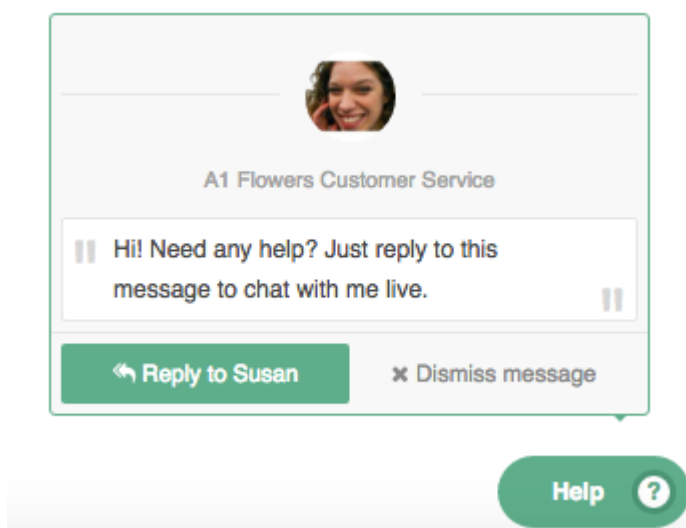 A1 Flowers Customer Service
Hi! Need any help? Just reply to this
message to chat with me live.
Reply to Susan
Dismiss message
Help ?